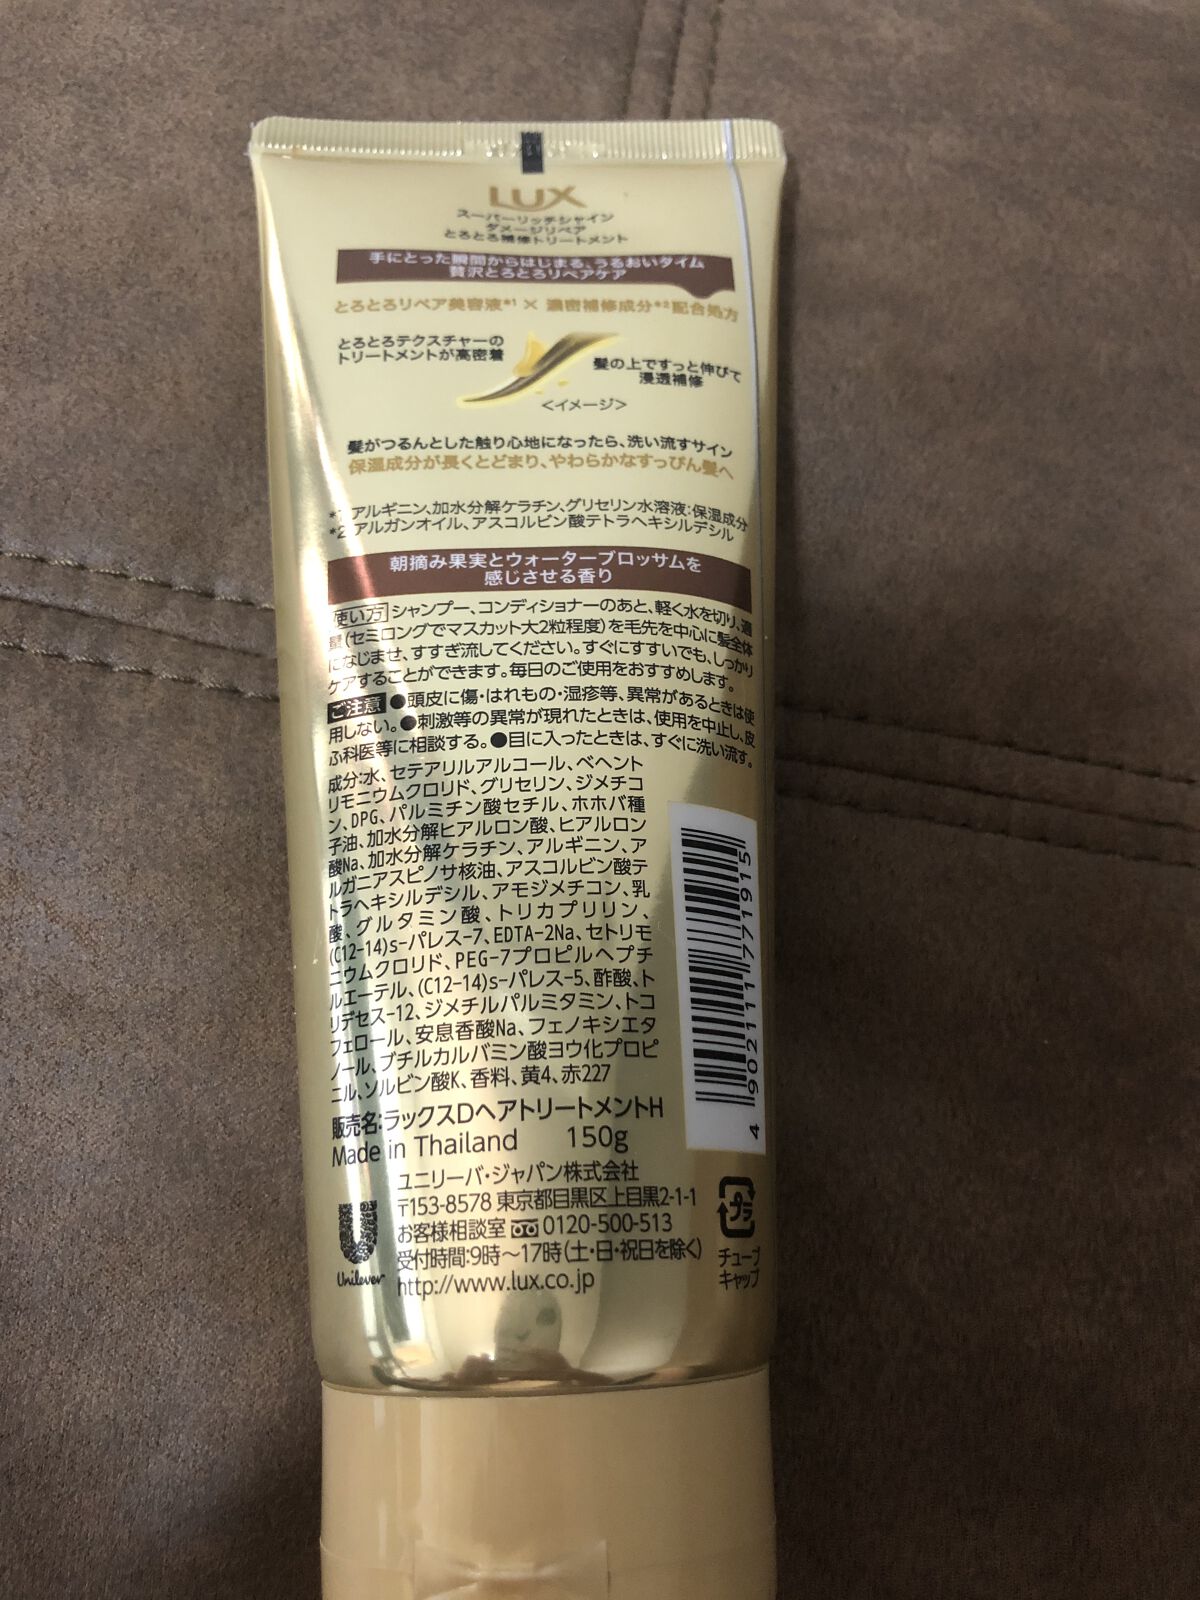 LUX
スーパーリッチシャイン
ダメージリペア
とろとろ補修トリートメント
手にとった瞬間からはじまる、うるおいタイム
贅沢とろとろリペアケア
とろとろリペア美容液*1 × 濃密補修成分*2配合処方
とろとろテクスチャーの
トリートメントが高密着
髪の上ですっと伸びて
浸透補修
<イメージ>
髪がつるんとした触り心地になったら、洗い流すサイン
保湿成分が長くとどまり、やわらかなすっぴん髪へ
*1 アルギニン、加水分解ケラチン、グリセリン水溶液:保湿成分
*2 アルガンオイル、アスコルビン酸テトラヘキシルデシル
朝摘み果実とウォーターブロッサムを
感じさせる香り
使い方 シャンプー、コンディショナーのあと、軽く水を切り、適
量(セミロングでマスカット大2粒程度)を毛先を中心に髪全体
になじませ、すすぎ流してください。すぐにすすいでも、しっかり
ケアすることができます。毎日のご使用をおすすめします。
ご注意 ●頭皮に傷・はれもの・湿疹等、異常があるときは使
用しない。●刺激等の異常が現れたときは、使用を中止し、皮
ふ科医等に相談する。●目に入ったときは、すぐに洗い流す。
成分:水、セテアリルアルコール、ベヘント
リモニウムクロリド、グリセリン、ジメチコ
ン、DPG、パルミチン酸セチル、ホホバ種
子油、加水分解ヒアルロン酸、ヒアルロン
酸Na、加水分解ケラチン、アルギニン、ア
ルガニアスピノサ核油、アスコルビン酸テ
トラヘキシルデシル、アモジメチコン、乳
酸、グルタミン酸、トリカプリリン、
(C12-14)s-パレス-7、EDTA-2Na、セトリモ
ニウムクロリド、PEG-7プロピルヘプチ
ルエーテル、(C12-14)s-パレス-5、酢酸、ト
リデセス-12、ジメチルパルミタミン、トコ
フェロール、安息香酸Na、フェノキシエタ
ノール、ブチルカルバミン酸ヨウ化プロピ
ニル、ソルビン酸K、香料、黄4、赤227
4902111771915
販売名:ラックスDヘアトリートメントH
Made in Thailand 150g
ユニリーバ・ジャパン株式会社
〒153-8578 東京都目黒区上目黒2-1-1
お客様相談室 0120-500-513
受付時間:9時～17時(土・日・祝日を除く)
http://www.lux.co.jp
Unilever
プラ
チューブ
キャップ